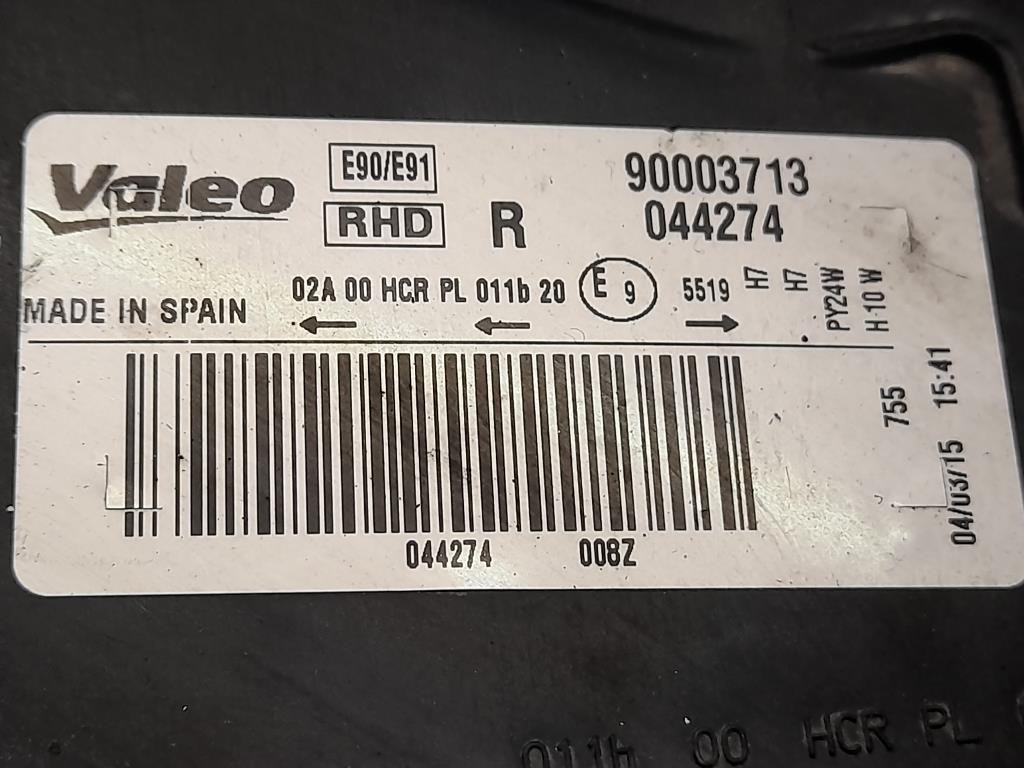 Valeo
E90/E91
RHD R
90003713
044274
MADE IN SPAIN
02A 00 HCR PL 011b 20 E 9 5519
H7
H7
PY24W
H 10 W
755
04/03/15 15:41
044274 008Z
011b 00 HCR PL